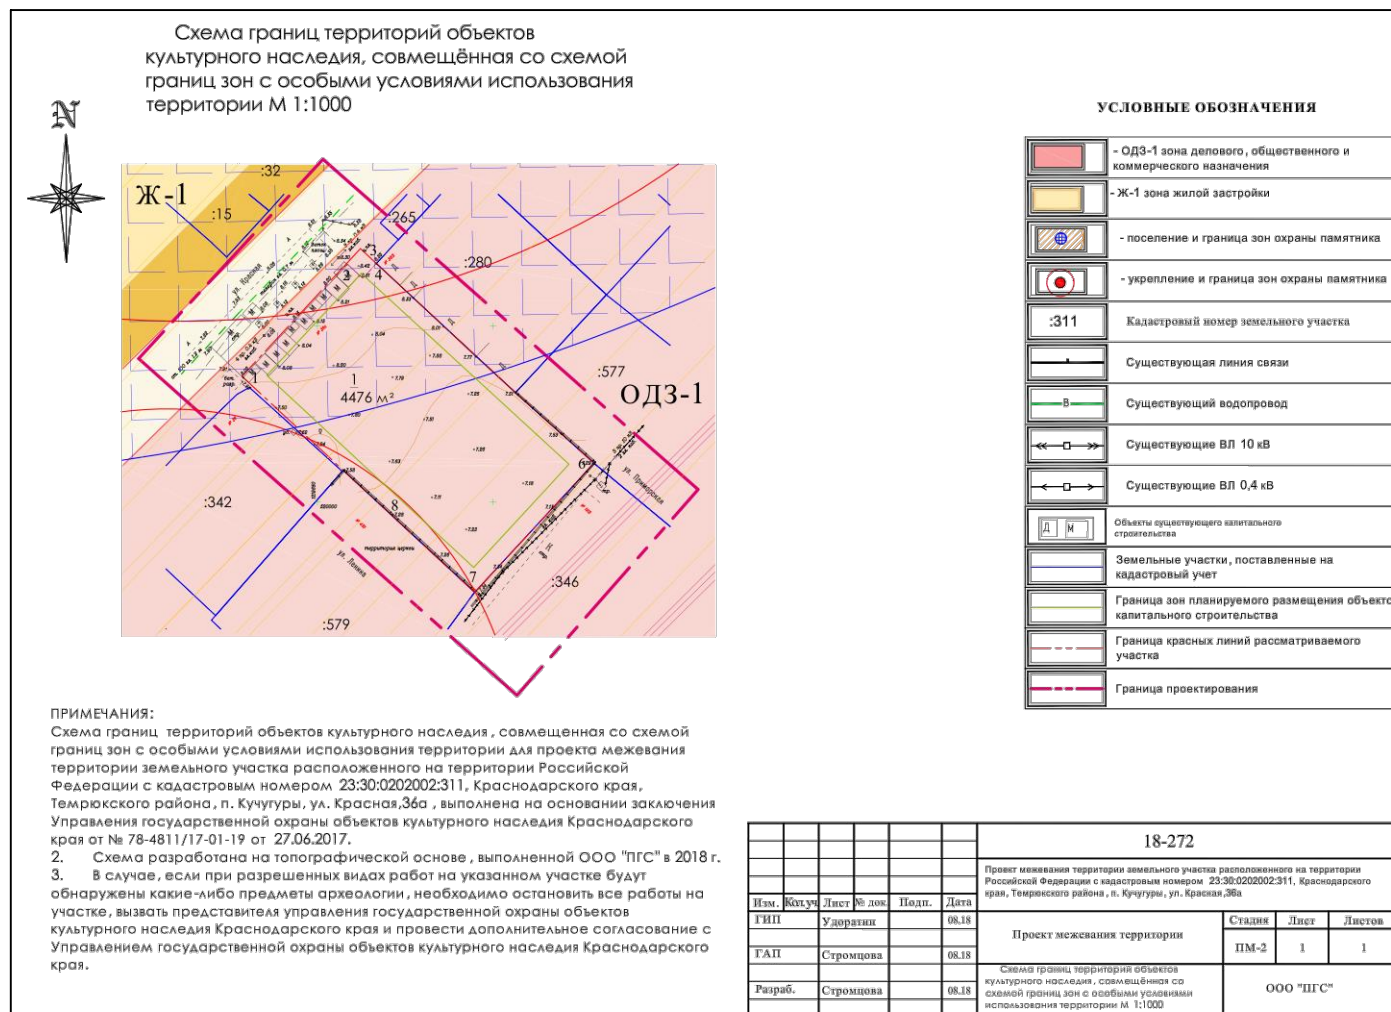 Схема границ территорий объектов
культурного наследия, совмещённая со схемой
границ зон с особыми условиями использования
территории М 1:1000
N
Ж-1
:32
:15
:265
:280
:577
ОДЗ-1
:342
:579
:346
1
4476 м²
1
2
3
4
6
7
8
ул. Красная
ул. Приморская
ул. Ленина
территория церкви
УСЛОВНЫЕ ОБОЗНАЧЕНИЯ
- ОДЗ-1 зона делового, общественного и
коммерческого назначения
- Ж-1 зона жилой застройки
- поселение и граница зон охраны памятника
- укрепление и граница зон охраны памятника
:311 Кадастровый номер земельного участка
Существующая линия связи
В Существующий водопровод
Существующие ВЛ 10 кВ
Существующие ВЛ 0,4 кВ
Д М Объекты существующего капитального
строительства
Земельные участки, поставленные на
кадастровый учет
Граница зон планируемого размещения объекто
капитального строительства
Граница красных линий рассматриваемого
участка
Граница проектирования
ПРИМЕЧАНИЯ:
Схема границ территорий объектов культурного наследия, совмещенная со схемой
границ зон с особыми условиями использования территории для проекта межевания
территории земельного участка расположенного на территории Российской
Федерации с кадастровым номером 23:30:0202002:311, Краснодарского края,
Темрюкского района, п. Кучугуры, ул. Красная,36а , выполнена на основании заключения
Управления государственной охраны объектов культурного наследия Краснодарского
края от № 78-4811/17-01-19 от 27.06.2017.
2. Схема разработана на топографической основе, выполненной ООО "ПГС" в 2018 г.
3. В случае, если при разрешенных видах работ на указанном участке будут
обнаружены какие-либо предметы археологии, необходимо остановить все работы на
участке, вызвать представителя управления государственной охраны объектов
культурного наследия Краснодарского края и провести дополнительное согласование с
Управлением государственной охраны объектов культурного наследия Краснодарского
края.
18-272
Проект межевания территории земельного участка расположенного на территории
Российской Федерации с кадастровым номером 23:30:0202002:311, Краснодарского
края, Темрюкского района , п. Кучугуры, ул. Красная,36а
Изм. Кол.уч Лист № док. Подп. Дата
ГИП Удоратин 08.18
ГАП Стромцова 08.18
Разраб. Стромцова 08.18
Проект межевания территории
Стадия Лист Листов
ПМ-2 1 1
Схема границ территорий объектов
культурного наследия, совмещённая со
схемой границ зон с особыми условиями
использования территории М 1:1000
ООО "ПГС"